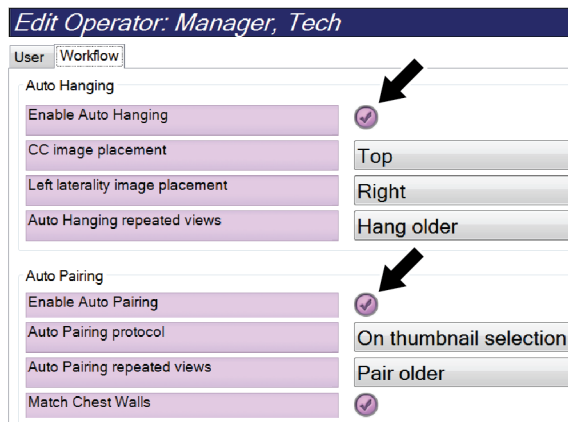 Edit Operator: Manager, Tech
User Workflow
Auto Hanging
Enable Auto Hanging
CC image placement Top
Left laterality image placement Right
Auto Hanging repeated views Hang older
Auto Pairing
Enable Auto Pairing
Auto Pairing protocol On thumbnail selection
Auto Pairing repeated views Pair older
Match Chest Walls